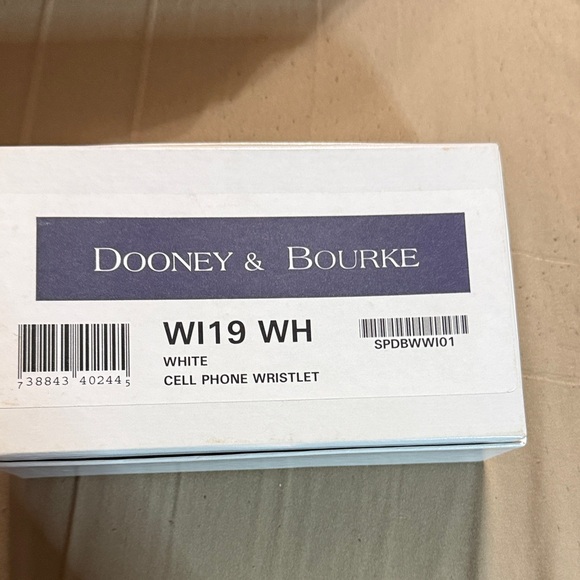 DOONEY & BOURKE
WI19 WH
WHITE
CELL PHONE WRISTLET
SPDBWWI01
7 38843 40244 5